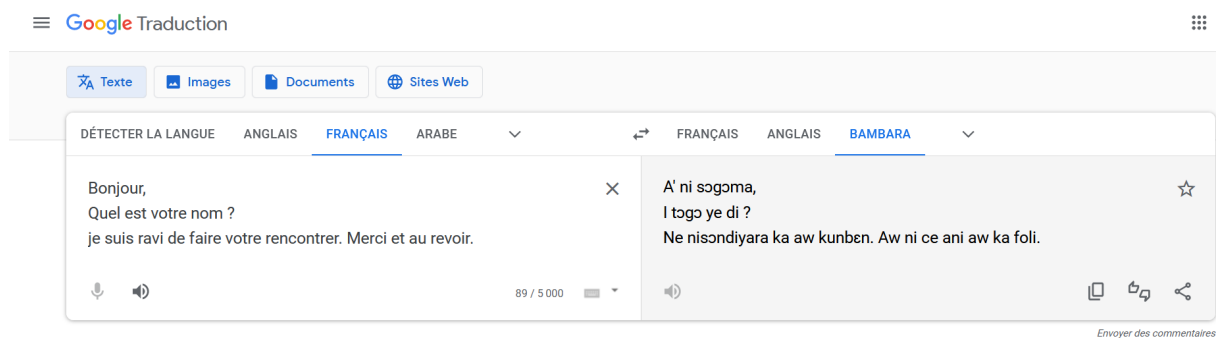 Google Traduction
Texte
Images
Documents
Sites Web
DÉTECTER LA LANGUE ANGLAIS FRANÇAIS ARABE
FRANÇAIS ANGLAIS BAMBARA
Bonjour,
Quel est votre nom ?
je suis ravi de faire votre rencontrer. Merci et au revoir.
89 / 5 000
A' ni sɔgɔma,
I tɔgɔ ye di ?
Ne nisɔndiyara ka aw kunbɛn. Aw ni ce ani aw ka foli.
Envoyer des commentaires